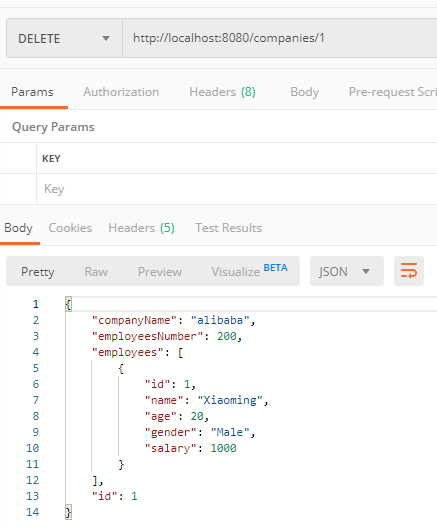 DELETE http://localhost:8080/companies/1
Params Authorization Headers (8) Body Pre-request Scri
Query Params
KEY
Key
Body Cookies Headers (5) Test Results
Pretty Raw Preview Visualize BETA JSON
1 {
2 "companyName": "alibaba",
3 "employeesNumber": 200,
4 "employees": [
5 {
6 "id": 1,
7 "name": "Xiaoming",
8 "age": 20,
9 "gender": "Male",
10 "salary": 1000
11 }
12 ],
13 "id": 1
14 }